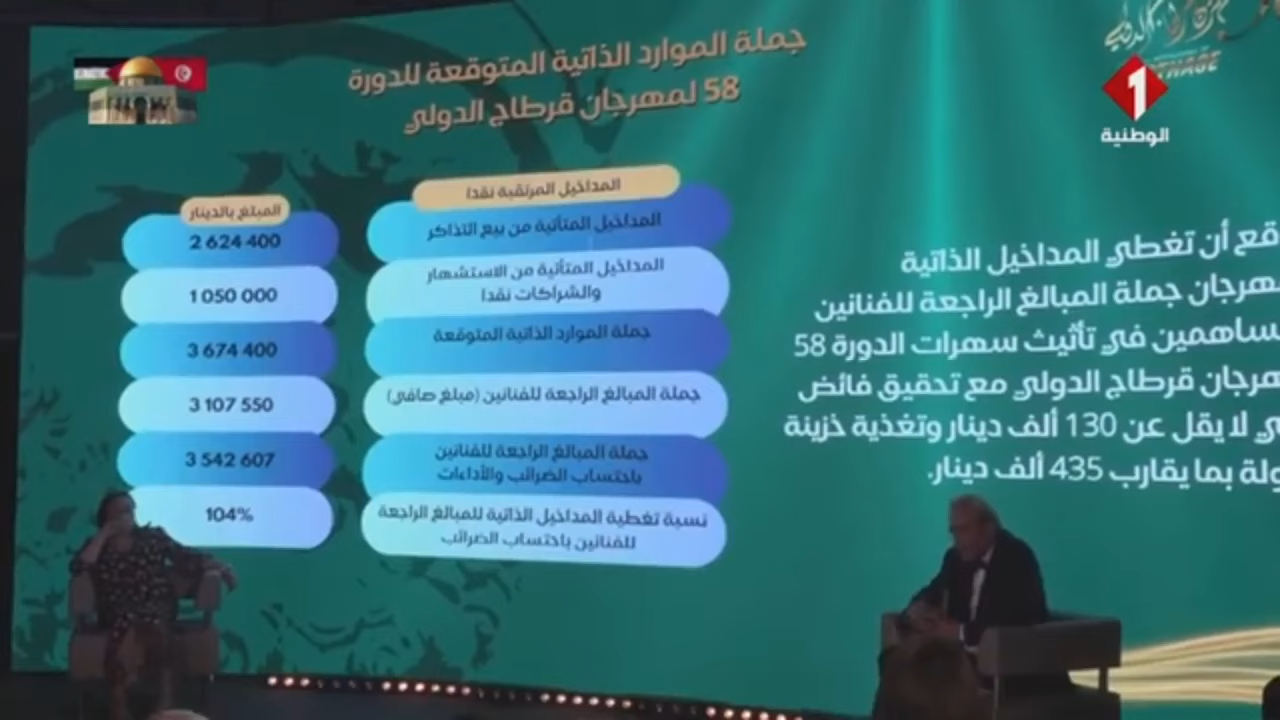 جملة الموارد الذاتية المتوقعة للدورة
58 لمهرجان قرطاج الدولي
CARTHAGE
1
الوطنية
المداخيل المرتقبة نقدا
المبلغ بالدينار
المداخيل المتأتية من بيع التذاكر
2 624 400
المداخيل المتأتية من الاستشهار
والشراكات نقدا
1 050 000
جملة الموارد الذاتية المتوقعة
3 674 400
جملة المبالغ الراجعة للفنانين (مبلغ صافي)
3 107 550
جملة المبالغ الراجعة للفنانين
باحتساب الضرائب والأداءات
3 542 607
نسبة تغطية المداخيل الذاتية للمبالغ الراجعة
للفنانين باحتساب الضرائب
104%
أن تغطي المداخيل الذاتية
جملة المبالغ الراجعة للفنانين
في تأثيث سهرات الدورة 58
قرطاج الدولي مع تحقيق فائض
لا يقل عن 130 ألف دينار وتغذية خزينة
بما يقارب 435 ألف دينار.